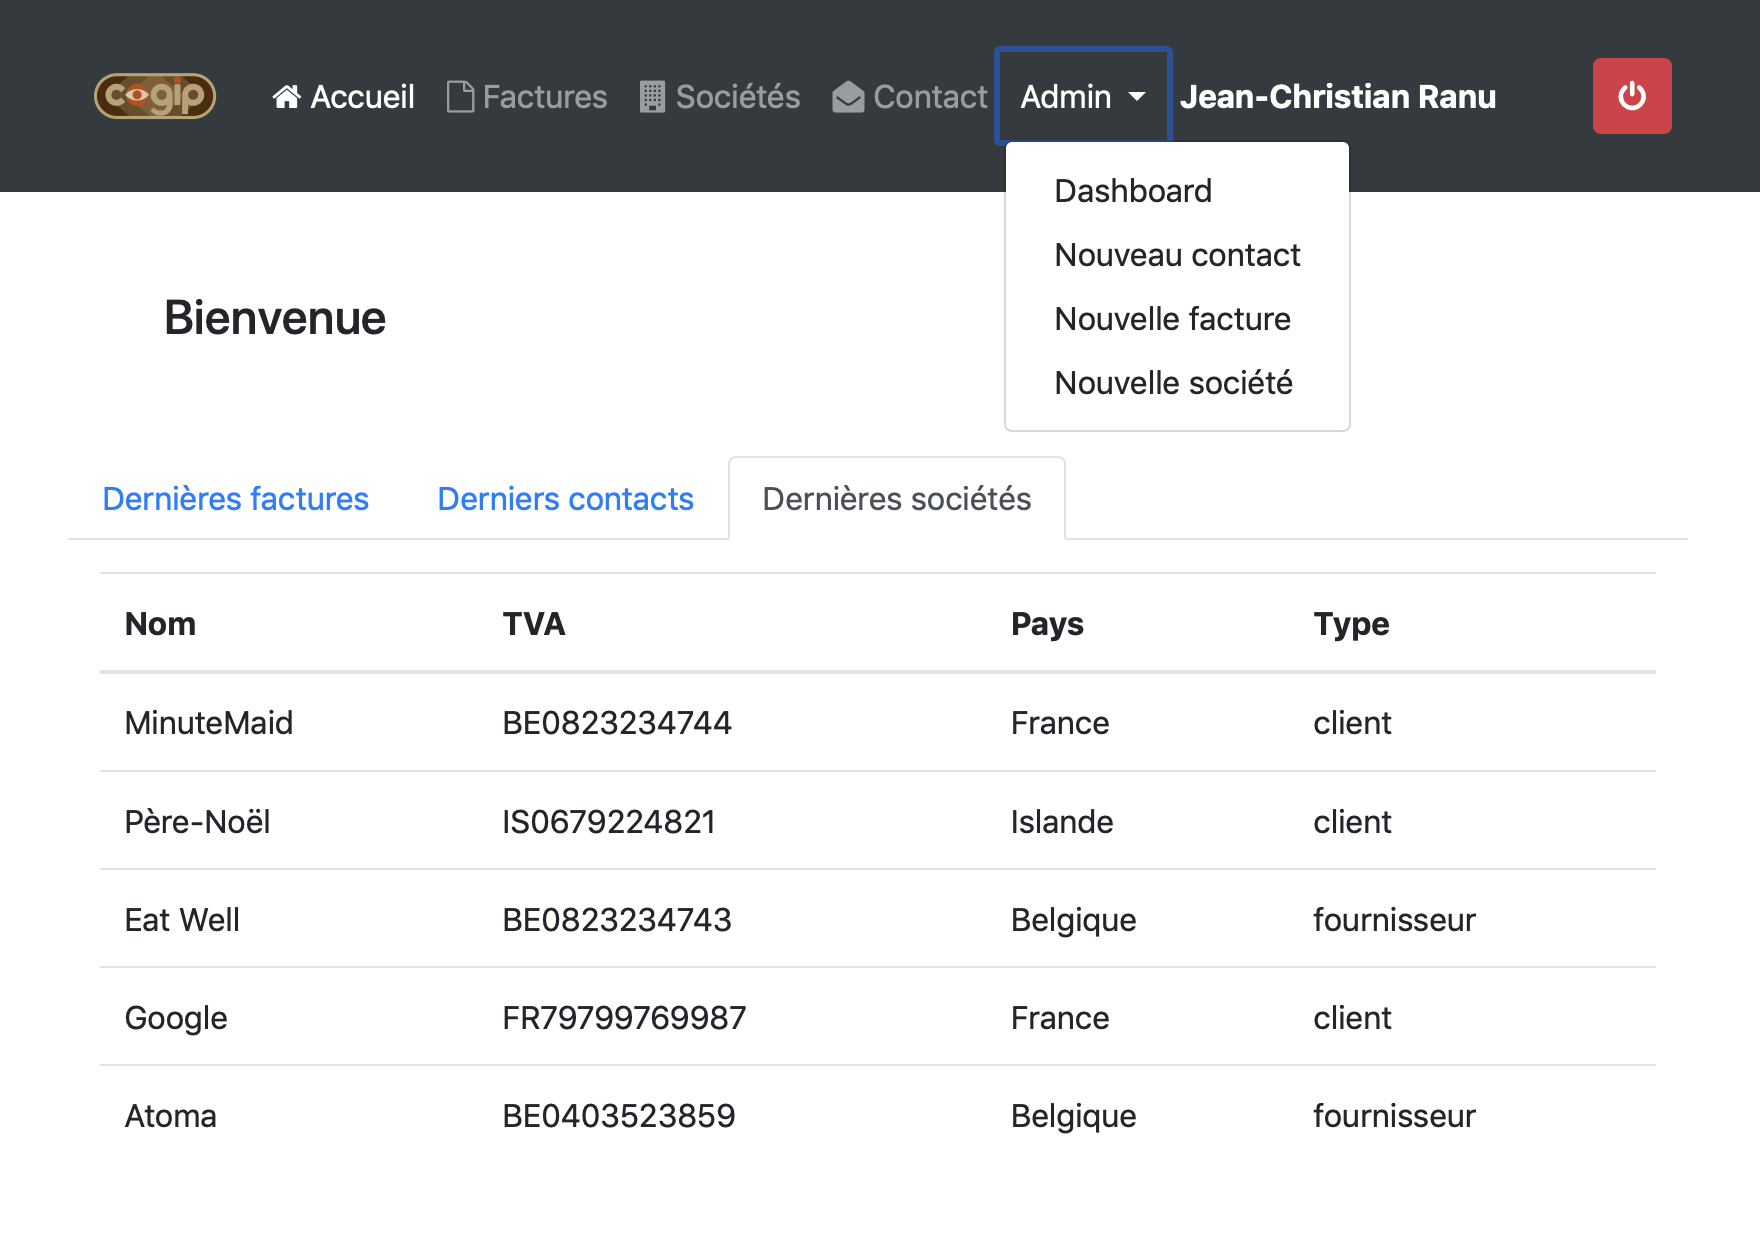 cogip Accueil Factures Sociétés Contact Admin Jean-Christian Ranu
Dashboard
Nouveau contact
Nouvelle facture
Nouvelle société
Bienvenue
Dernières factures Derniers contacts Dernières sociétés
Nom TVA Pays Type
MinuteMaid BE0823234744 France client
Père-Noël IS0679224821 Islande client
Eat Well BE0823234743 Belgique fournisseur
Google FR79799769987 France client
Atoma BE0403523859 Belgique fournisseur